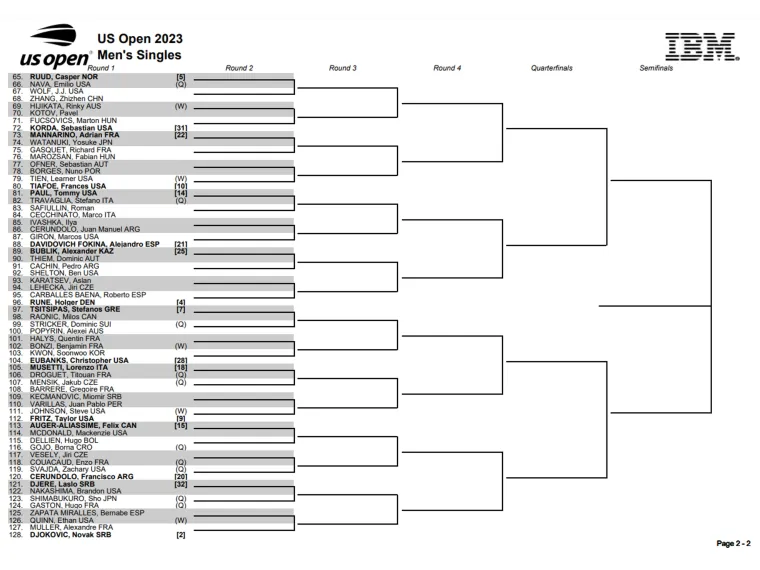 US Open 2023
us open
Men's Singles
IBM
Round 1 Round 2 Round 3 Round 4 Quarterfinals Semifinals
65. RUUD, Casper NOR [5]
66. NAVA, Emilio USA (Q)
67. WOLF, J.J. USA
68. ZHANG, Zhizhen CHN
69. HIJIKATA, Rinky AUS (W)
70. KOTOV, Pavel
71. FUCSOVICS, Marton HUN
72. KORDA, Sebastian USA [31]
73. MANNARINO, Adrian FRA [22]
74. WATANUKI, Yosuke JPN
75. GASQUET, Richard FRA
76. MAROZSAN, Fabian HUN
77. OFNER, Sebastian AUT
78. BORGES, Nuno POR
79. TIEN, Learner USA (W)
80. TIAFOE, Frances USA [10]
81. PAUL, Tommy USA [14]
82. TRAVAGLIA, Stefano ITA (Q)
83. SAFIULLIN, Roman
84. CECCHINATO, Marco ITA
85. IVASHKA, Ilya
86. CERUNDOLO, Juan Manuel ARG
87. GIRON, Marcos USA
88. DAVIDOVICH FOKINA, Alejandro ESP [21]
89. BUBLIK, Alexander KAZ [25]
90. THIEM, Dominic AUT
91. CACHIN, Pedro ARG
92. SHELTON, Ben USA
93. KARATSEV, Aslan
94. LEHECKA, Jiri CZE
95. CARBALLES BAENA, Roberto ESP
96. RUNE, Holger DEN [4]
97. TSITSIPAS, Stefanos GRE [7]
98. RAONIC, Milos CAN
99. STRICKER, Dominic SUI (Q)
100. POPYRIN, Alexei AUS
101. HALYS, Quentin FRA
102. BONZI, Benjamin FRA (W)
103. KWON, Soonwoo KOR
104. EUBANKS, Christopher USA [28]
105. MUSETTI, Lorenzo ITA [18]
106. DROGUET, Titouan FRA (Q)
107. MENSIK, Jakub CZE (Q)
108. BARRERE, Gregoire FRA
109. KECMANOVIC, Miomir SRB
110. VARILLAS, Juan Pablo PER
111. JOHNSON, Steve USA (W)
112. FRITZ, Taylor USA [9]
113. AUGER-ALIASSIME, Felix CAN [15]
114. MCDONALD, Mackenzie USA
115. DELLIEN, Hugo BOL
116. GOJO, Borna CRO (Q)
117. VESELY, Jiri CZE
118. COUACAUD, Enzo FRA (Q)
119. SVAJDA, Zachary USA (Q)
120. CERUNDOLO, Francisco ARG [20]
121. DJERE, Laslo SRB [32]
122. NAKASHIMA, Brandon USA
123. SHIMABUKURO, Sho JPN (Q)
124. GASTON, Hugo FRA (Q)
125. ZAPATA MIRALLES, Bernabe ESP
126. QUINN, Ethan USA (W)
127. MULLER, Alexandre FRA
128. DJOKOVIC, Novak SRB [2]
Page 2 - 2